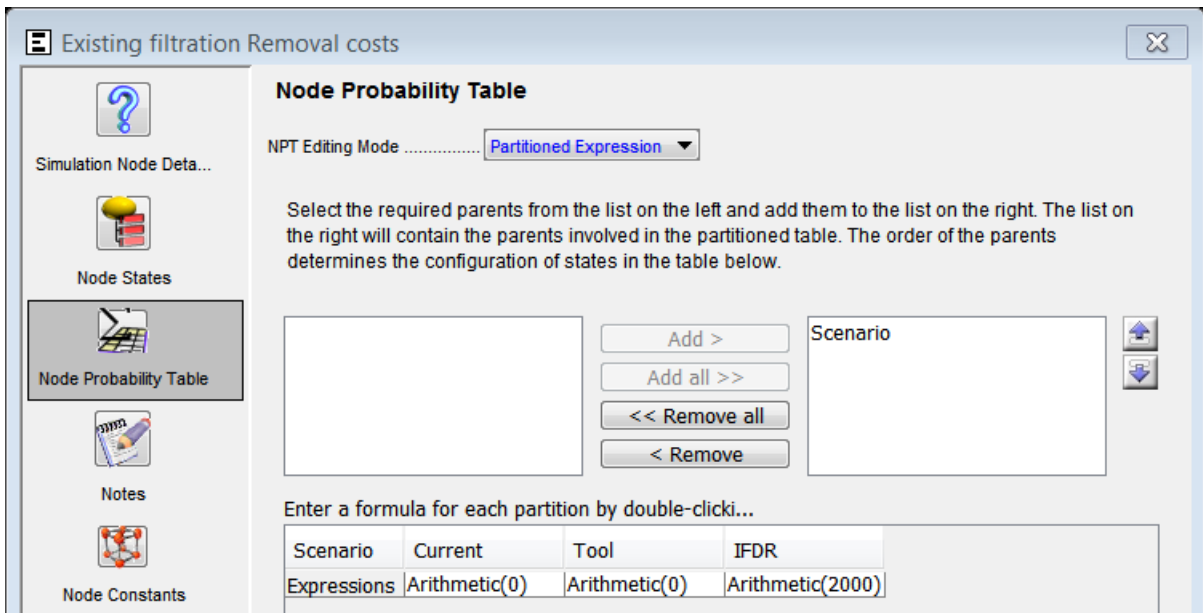 Existing filtration Removal costs
Simulation Node Deta...
Node States
Node Probability Table
Notes
Node Constants
Node Probability Table
NPT Editing Mode ................ Partitioned Expression
Select the required parents from the list on the left and add them to the list on the right. The list on
the right will contain the parents involved in the partitioned table. The order of the parents
determines the configuration of states in the table below.
Add >
Add all >>
<< Remove all
< Remove
Scenario
Enter a formula for each partition by double-clicki...
Scenario Current Tool IFDR
Expressions Arithmetic(0) Arithmetic(0) Arithmetic(2000)